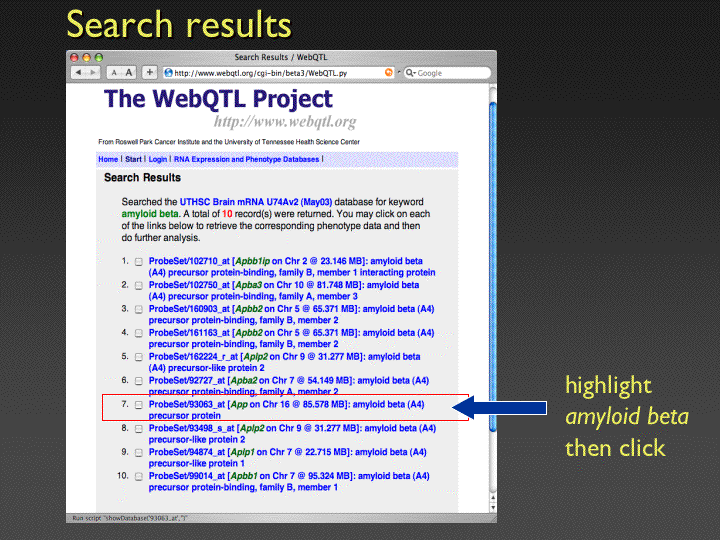 Search results
Search Results / WebQTL
A A + http://www.webqtl.org/cgi-bin/beta3/WebQTL.py Google
The WebQTL Project
http://www.webqtl.org
From Roswell Park Cancer Institute and the University of Tennessee Health Science Center
Home | Start | Login | RNA Expression and Phenotype Databases |
Search Results
Searched the UTHSC Brain mRNA U74Av2 (May03) database for keyword
amyloid beta. A total of 10 record(s) were returned. You may click on each
of the links below to retrieve the corresponding phenotype data and then
do further analysis.
1. ProbeSet/102710_at [Apbb1ip on Chr 2 @ 23.146 MB]: amyloid beta
(A4) precursor protein-binding, family B, member 1 interacting protein
2. ProbeSet/102750_at [Apba3 on Chr 10 @ 81.748 MB]: amyloid beta
(A4) precursor protein-binding, family A, member 3
3. ProbeSet/160903_at [Apbb2 on Chr 5 @ 65.371 MB]: amyloid beta (A4)
precursor protein-binding, family B, member 2
4. ProbeSet/161163_at [Apbb2 on Chr 5 @ 65.371 MB]: amyloid beta (A4)
precursor protein-binding, family B, member 2
5. ProbeSet/162224_r_at [Aplp2 on Chr 9 @ 31.277 MB]: amyloid beta
(A4) precursor-like protein 2
6. ProbeSet/92727_at [Apba2 on Chr 7 @ 54.149 MB]: amyloid beta (A4)
precursor protein-binding, family A, member 2
7. ProbeSet/93063_at [App on Chr 16 @ 85.578 MB]: amyloid beta (A4)
precursor protein
8. ProbeSet/93498_s_at [Aplp2 on Chr 9 @ 31.277 MB]: amyloid beta (A4)
precursor-like protein 2
9. ProbeSet/94874_at [Aplp1 on Chr 7 @ 22.715 MB]: amyloid beta (A4)
precursor-like protein 1
10. ProbeSet/99014_at [Apbb1 on Chr 7 @ 95.324 MB]: amyloid beta (A4)
precursor protein-binding, family B, member 1
highlight
amyloid beta
then click
Run script "showDatabase('93063_at','')"